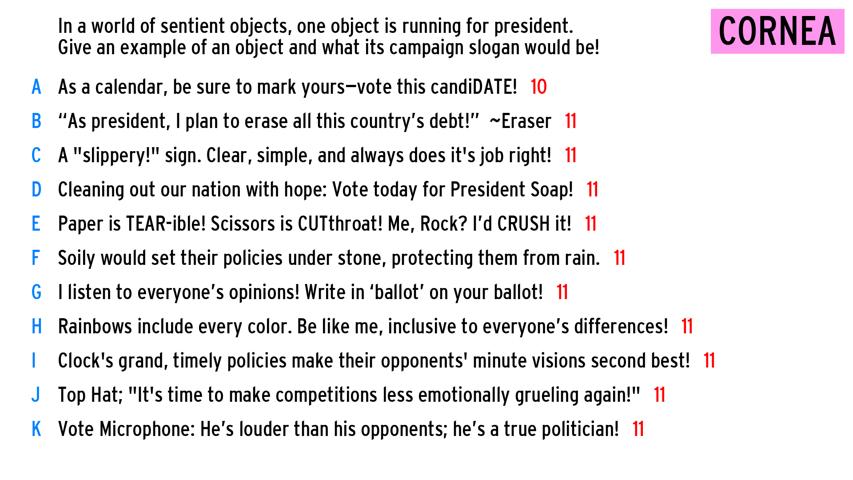 In a world of sentient objects, one object is running for president.
Give an example of an object and what its campaign slogan would be!
CORNEA
A As a calendar, be sure to mark yours—vote this candiDATE! 10
B “As president, I plan to erase all this country’s debt!” ~Eraser 11
C A "slippery!" sign. Clear, simple, and always does it's job right! 11
D Cleaning out our nation with hope: Vote today for President Soap! 11
E Paper is TEAR-ible! Scissors is CUTthroat! Me, Rock? I’d CRUSH it! 11
F Soily would set their policies under stone, protecting them from rain. 11
G I listen to everyone’s opinions! Write in ‘ballot’ on your ballot! 11
H Rainbows include every color. Be like me, inclusive to everyone’s differences! 11
I Clock's grand, timely policies make their opponents' minute visions second best! 11
J Top Hat; "It's time to make competitions less emotionally grueling again!" 11
K Vote Microphone: He’s louder than his opponents; he’s a true politician! 11